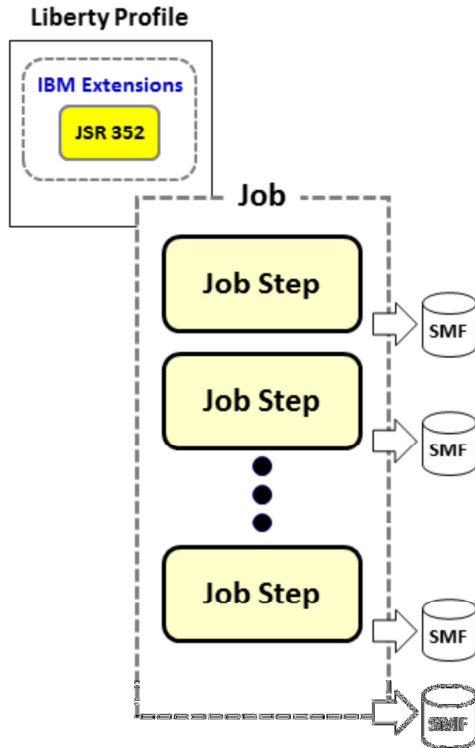 Liberty Profile
IBM Extensions
JSR 352
Job
Job Step
SMF
Job Step
SMF
Job Step
SMF
SMF